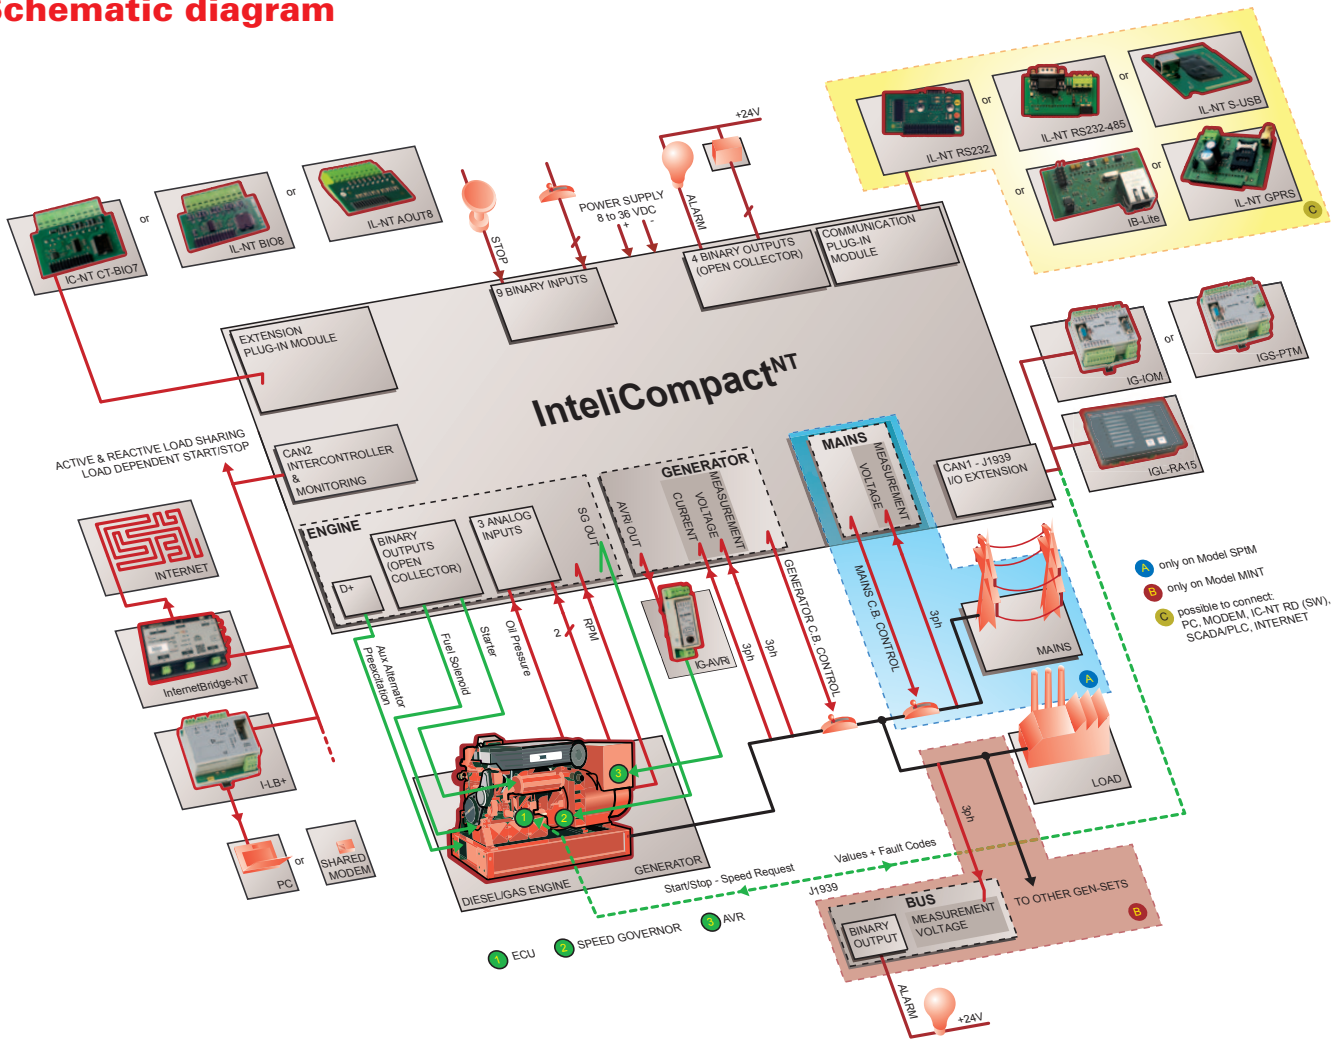 Schematic diagram
+24V
IL-NT RS232
or
IL-NT RS232-485
or
IL-NT S-USB
or
IB-Lite
or
IL-NT GPRS
C
IC-NT CT-BIO7
or
IL-NT BIO8
or
IL-NT AOUT8
STOP
POWER SUPPLY
8 to 36 VDC
+ -
ALARM
9 BINARY INPUTS
4 BINARY OUTPUTS
(OPEN COLLECTOR)
COMMUNICATION
PLUG-IN
MODULE
EXTENSION
PLUG-IN MODULE
InteliCompactNT
IG-IOM
or
IGS-PTM
IGL-RA15
ACTIVE & REACTIVE LOAD SHARING
LOAD DEPENDENT START/STOP
CAN2
INTERCONTROLLER
&
MONITORING
CAN1 - J1939
I/O EXTENSION
ENGINE
D+
BINARY
OUTPUTS
(OPEN
COLLECTOR)
3 ANALOG
INPUTS
SG OUT
GENERATOR
AVRi OUT
CURRENT
VOLTAGE
MEASUREMENT
MAINS
VOLTAGE
MEASUREMENT
INTERNET
InternetBridge-NT
I-LB+
PC
or
SHARED
MODEM
Preexcitation
Aux Alternator
Fuel Solenoid
Starter
Oil Pressure
2
RPM
IG-AVRi
3ph
3ph
GENERATOR C.B. CONTROL
MAINS C.B. CONTROL
3ph
MAINS
A
LOAD
A only on Model SPtM
B only on Model MINT
C possible to connect:
PC, MODEM, IC-NT RD (SW),
SCADA/PLC, INTERNET
1
2
3
DIESEL/GAS ENGINE
GENERATOR
Start/Stop - Speed Request
Values + Fault Codes
J1939
3ph
TO OTHER GEN-SETS
B
BUS
BINARY
OUTPUT
MEASUREMENT
VOLTAGE
1 ECU
2 SPEED GOVERNOR
3 AVR
ALARM
+24V